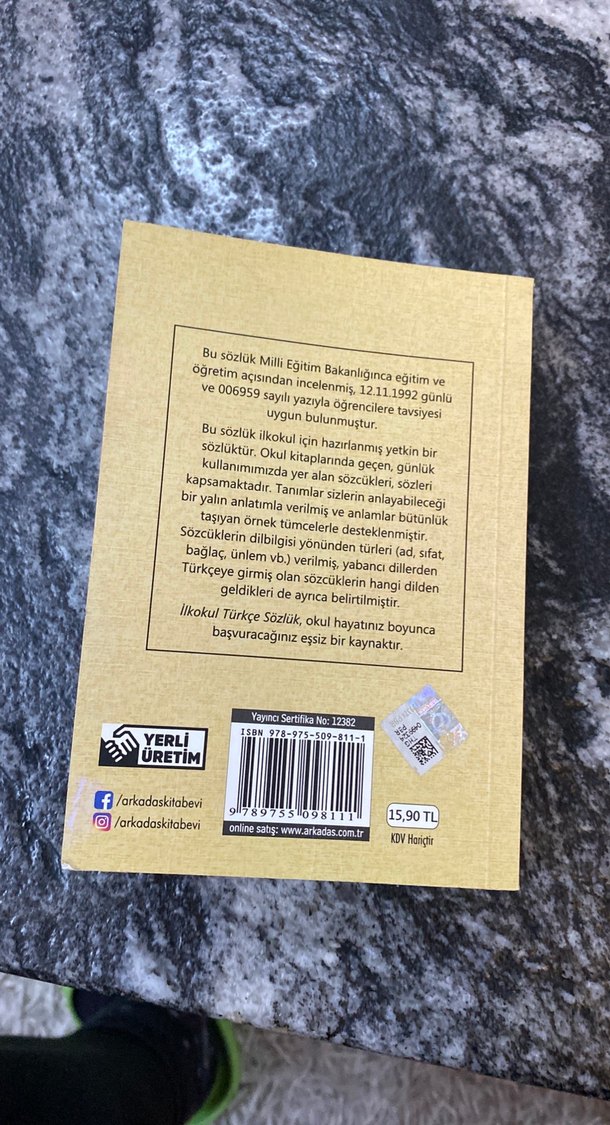 Bu sözlük Milli Eğitim Bakanlığınca eğitim ve
öğretim açısından incelenmiş, 12.11.1992 günlü
ve 006959 sayılı yazıyla öğrencilere tavsiyesi
uygun bulunmuştur.
Bu sözlük ilkokul için hazırlanmış yetkin bir
sözlüktür. Okul kitaplarında geçen, günlük
kullanımımızda yer alan sözcükleri, sözleri
kapsamaktadır. Tanımlar sizlerin anlayabileceği
bir yalın anlatımla verilmiş ve anlamlar bütünlük
taşıyan örnek tümcelerle desteklenmiştir.
Sözcüklerin dilbilgisi yönünden türleri (ad, sıfat,
bağlaç, ünlem vb.) verilmiş, yabancı dillerden
Türkçeye girmiş olan sözcüklerin hangi dilden
geldikleri de ayrıca belirtilmiştir.
İlkokul Türkçe Sözlük, okul hayatınız boyunca
başvuracağınız eşsiz bir kaynaktır.
YERLİ
ÜRETİM
/arkadaskitabevi
/arkadaskitabevi
Yayıncı Sertifika No: 12382
ISBN 978-975-509-811-1
9 789755 098111
online satış: www.arkadas.com.tr
15,90 TL
KDV Hariçtir